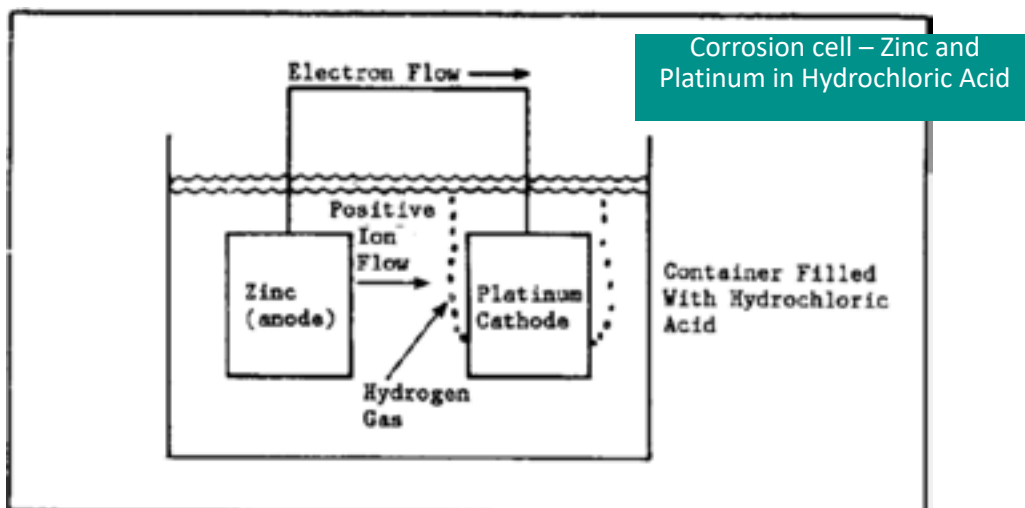 Corrosion cell – Zinc and
Platinum in Hydrochloric Acid
Electron Flow
Positive
Ion
Flow
Zinc
(anode)
Platinum
Cathode
Hydrogen
Gas
Container Filled
With Hydrochloric
Acid